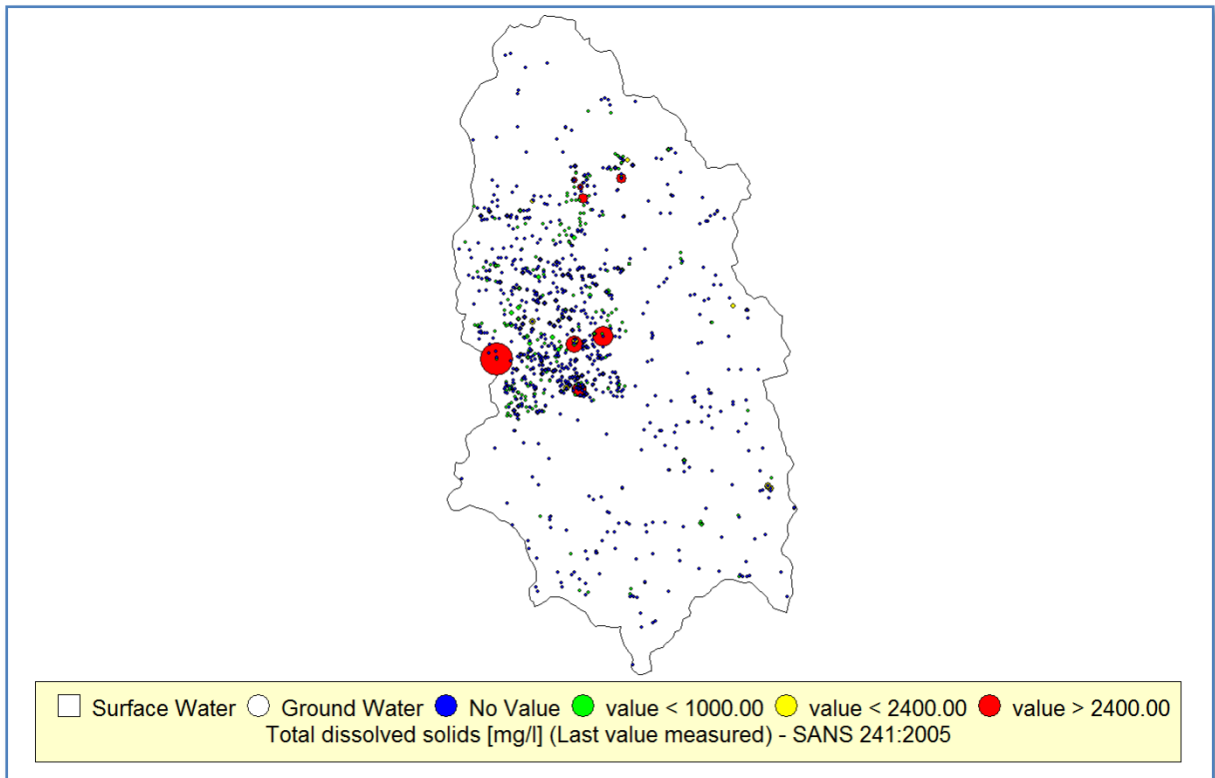 Surface Water Ground Water No Value value < 1000.00 value < 2400.00 value > 2400.00
Total dissolved solids [mg/l] (Last value measured) - SANS 241:2005